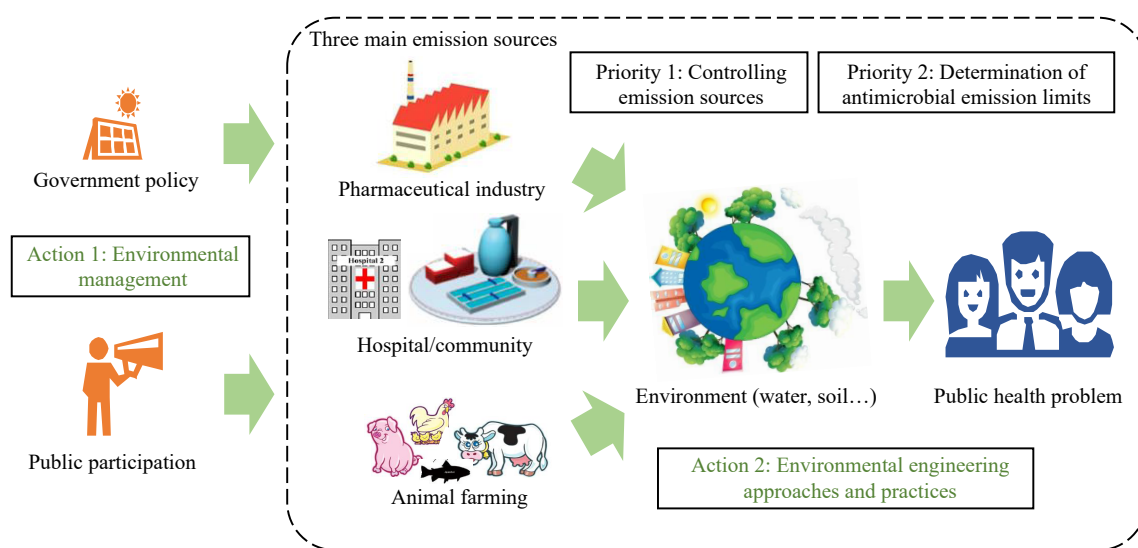 Three main emission sources
Priority 1: Controlling
emission sources
Priority 2: Determination of
antimicrobial emission limits
Government policy
Pharmaceutical industry
Action 1: Environmental
management
Hospital 2
Hospital/community
Environment (water, soil…)
Public health problem
Public participation
Animal farming
Action 2: Environmental engineering
approaches and practices